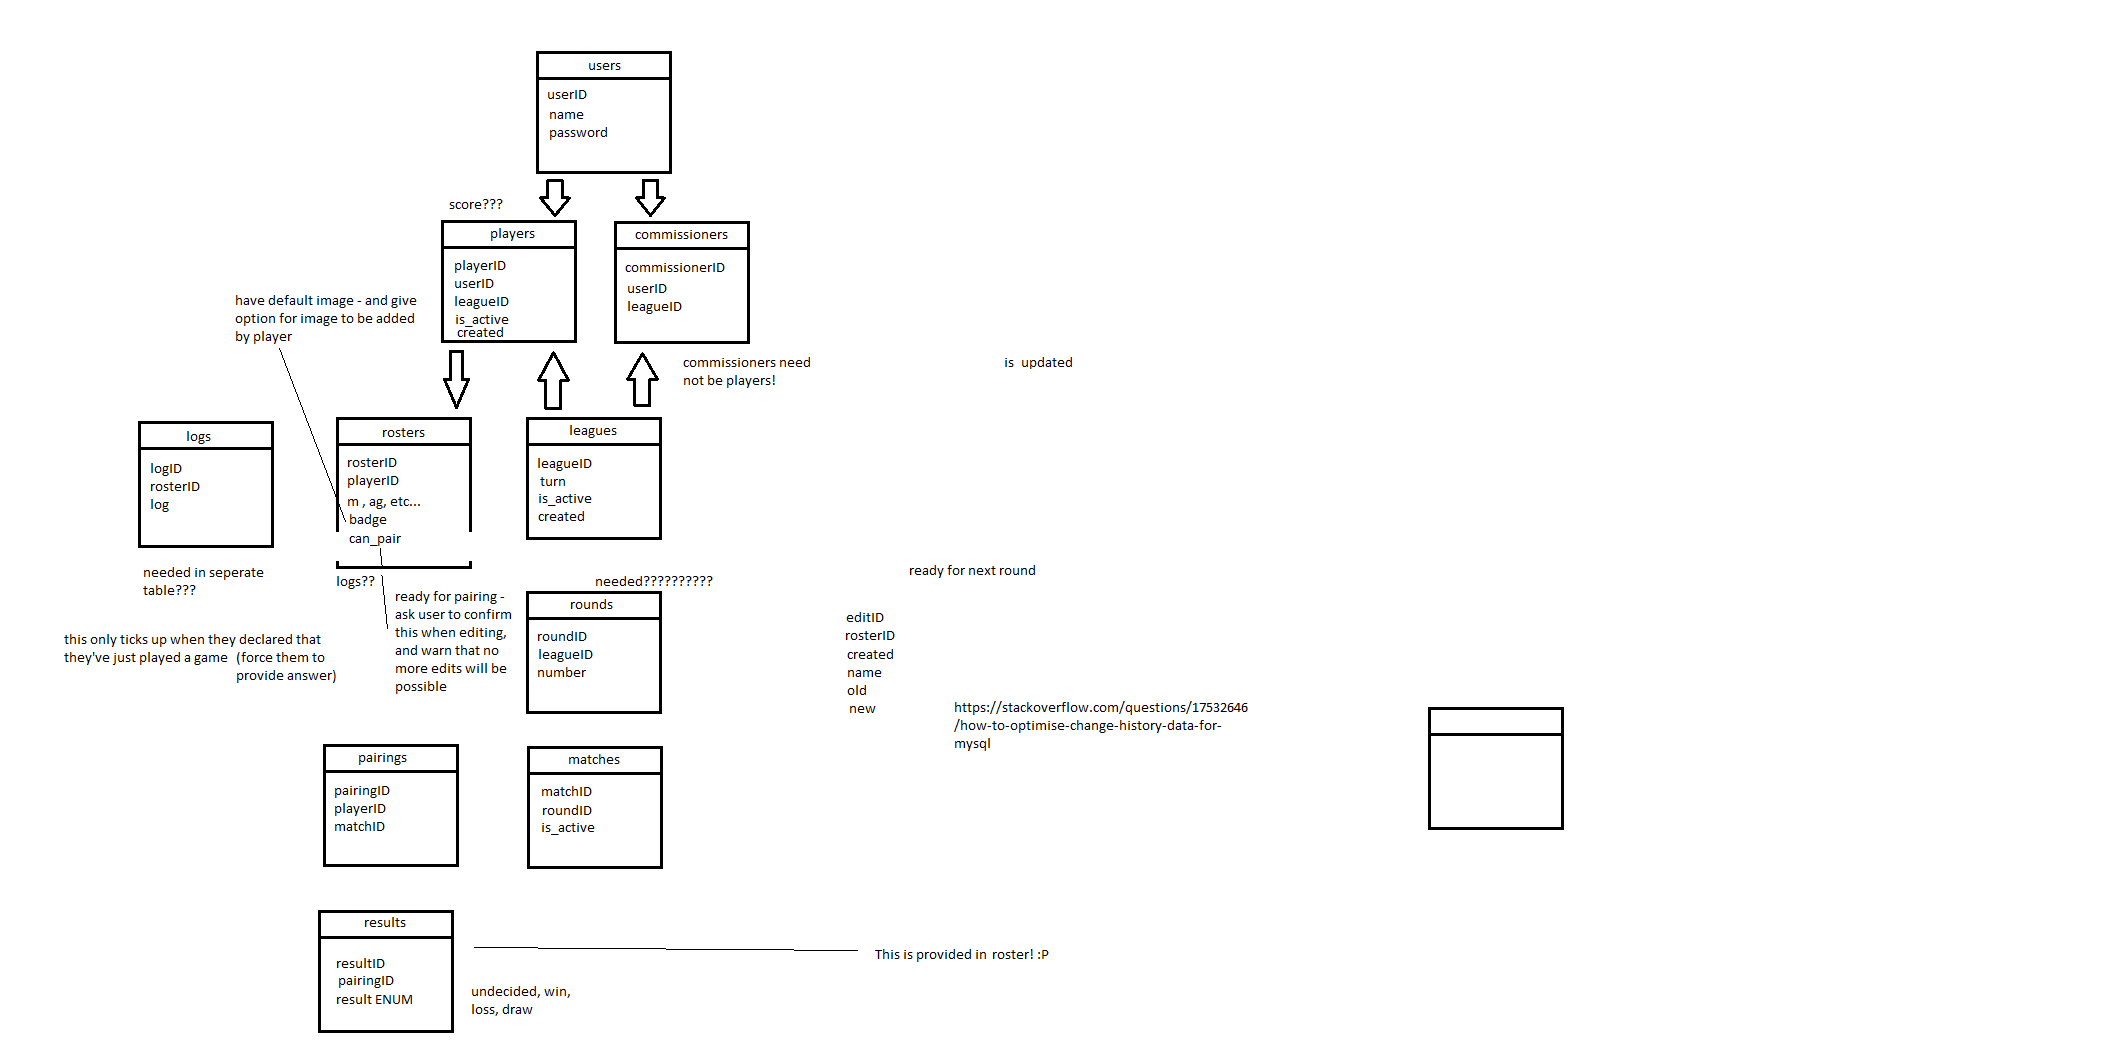 users
userID
name
password
score???
players
playerID
userID
leagueID
is_active
created
commissioners
commissionerID
userID
leagueID
have default image - and give
option for image to be added
by player
commissioners need
not be players!
is updated
logs
logID
rosterID
log
needed in seperate
table???
rosters
rosterID
playerID
m , ag, etc...
badge
can_pair
logs??
leagues
leagueID
turn
is_active
created
ready for pairing -
ask user to confirm
this when editing,
and warn that no
more edits will be
possible
this only ticks up when they declared that
they've just played a game (force them to
provide answer)
needed??????????
rounds
roundID
leagueID
number
ready for next round
editID
rosterID
created
name
old
new
https://stackoverflow.com/questions/17532646
/how-to-optimise-change-history-data-for-
mysql
pairings
pairingID
playerID
matchID
matches
matchID
roundID
is_active
results
resultID
pairingID
result ENUM
undecided, win,
loss, draw
This is provided in roster! :P